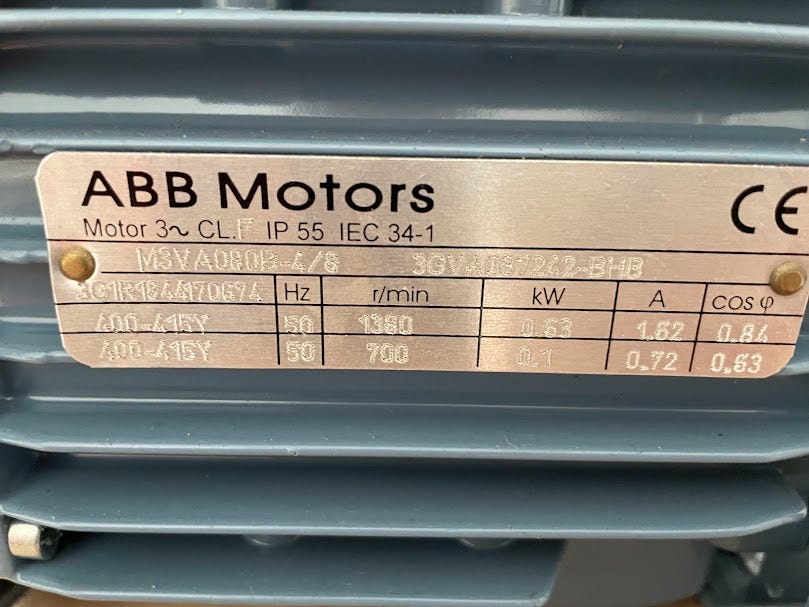 ABB Motors
CE
Motor 3~ CL.F IP 55 IEC 34-1
M3VA080B-4/8 3GVA087242-BHB
3C1R1844170674 Hz r/min kW A cos φ
400-415Y 50 1380 0.63 1.62 0.84
400-415Y 50 700 0.1 0.72 0.63